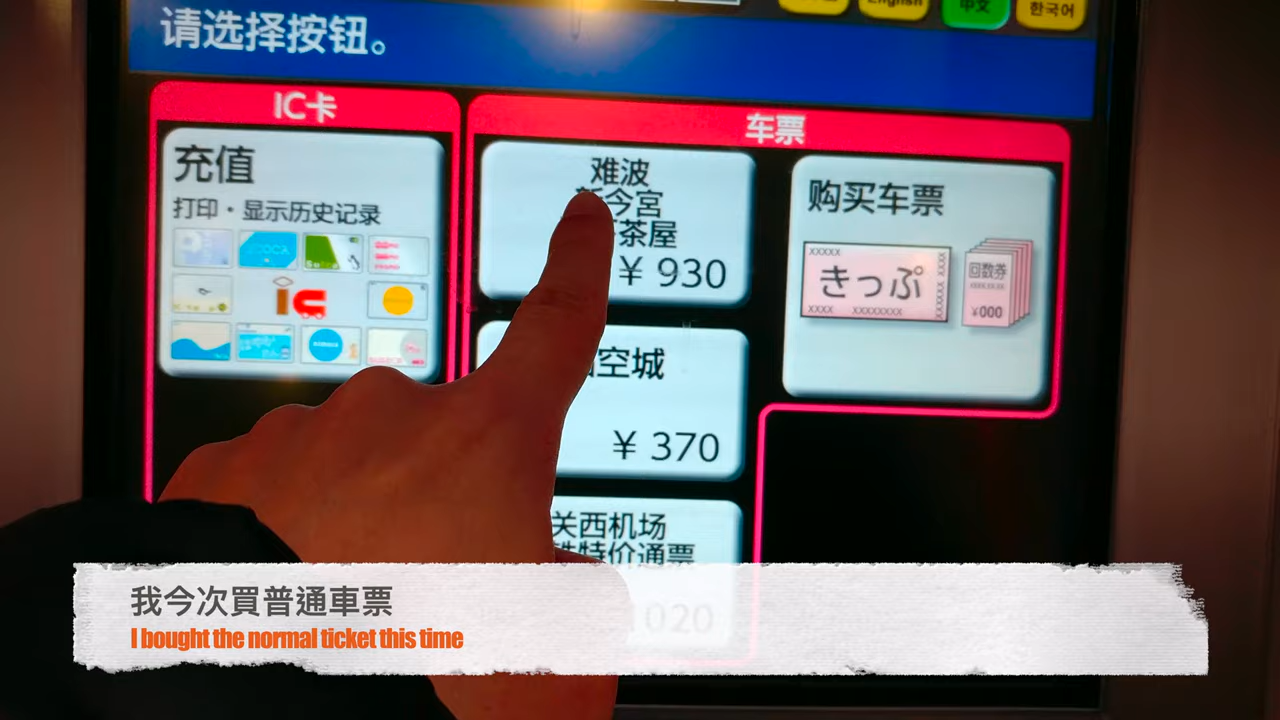 English
中文
한국어
请选择按钮。
IC卡
充值
打印·显示历史记录
车票
难波
今宮
茶屋
¥ 930
空城
¥ 370
关西机场
特价通票
1020
购买车票
きっぷ
回数券
¥000
我今次買普通車票
I bought the normal ticket this time